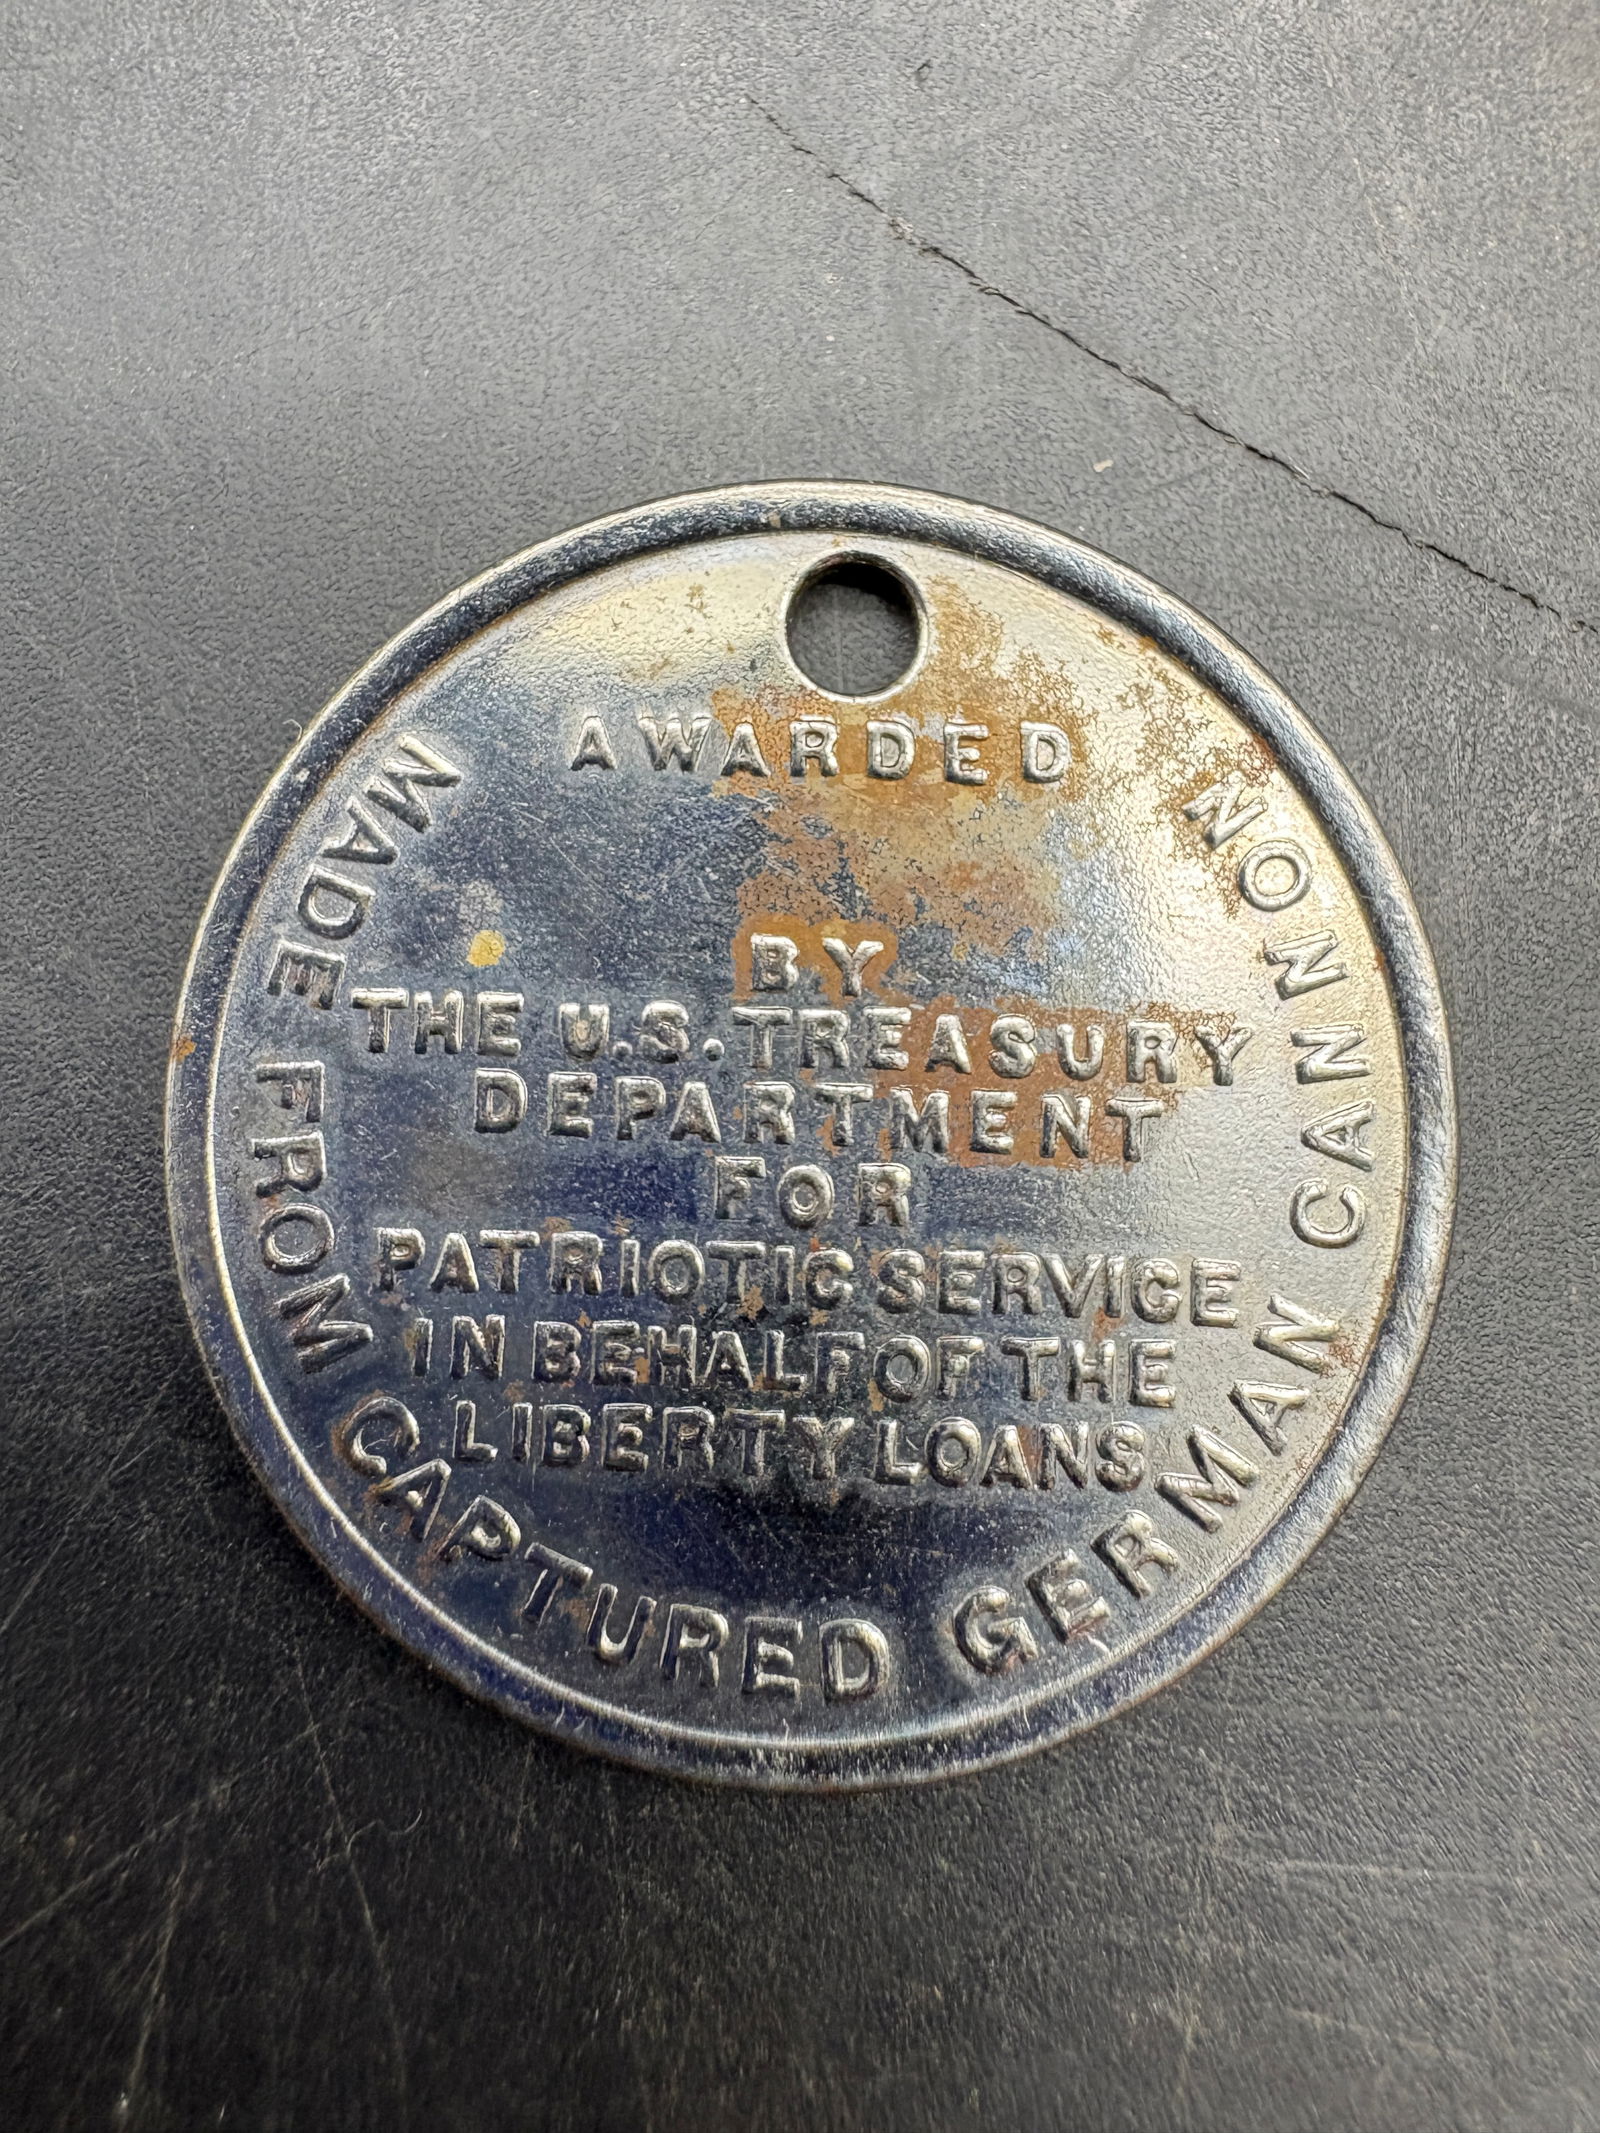 AWARDED
BY
THE U.S. TREASURY
DEPARTMENT
FOR
PATRIOTIC SERVICE
IN BEHALF OF THE
LIBERTY LOANS
MADE FROM CAPTURED GERMAN CANNON